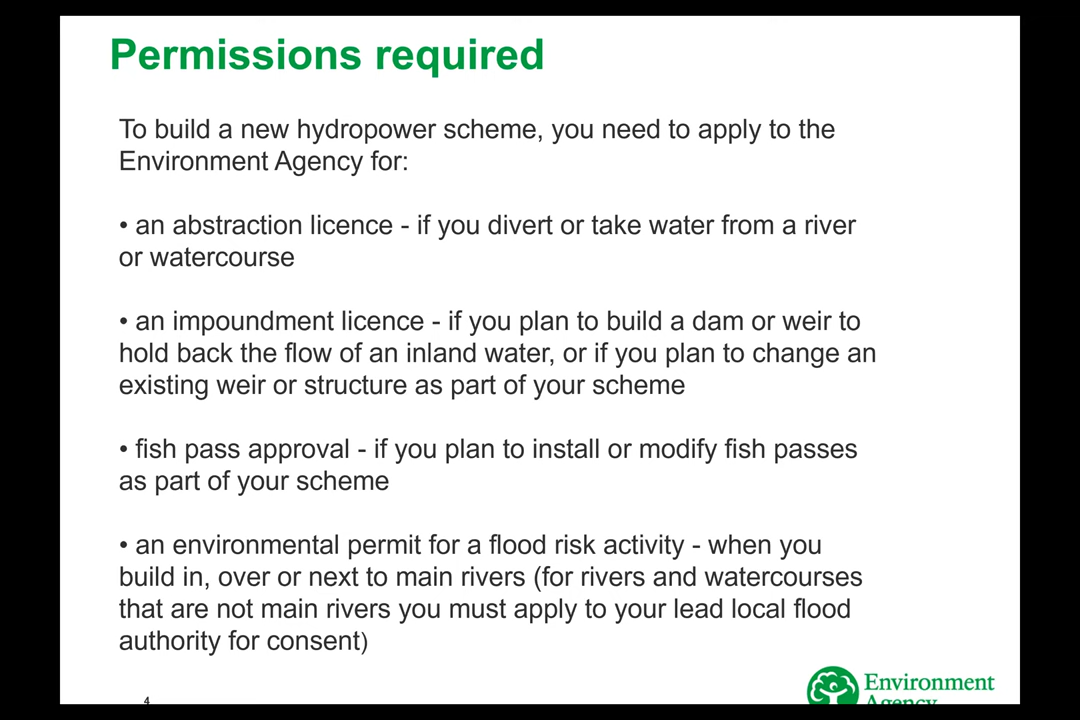 Permissions required
To build a new hydropower scheme, you need to apply to the
Environment Agency for:
• an abstraction licence - if you divert or take water from a river
or watercourse
• an impoundment licence - if you plan to build a dam or weir to
hold back the flow of an inland water, or if you plan to change an
existing weir or structure as part of your scheme
• fish pass approval - if you plan to install or modify fish passes
as part of your scheme
• an environmental permit for a flood risk activity - when you
build in, over or next to main rivers (for rivers and watercourses
that are not main rivers you must apply to your lead local flood
authority for consent)
4
Environment
Agency